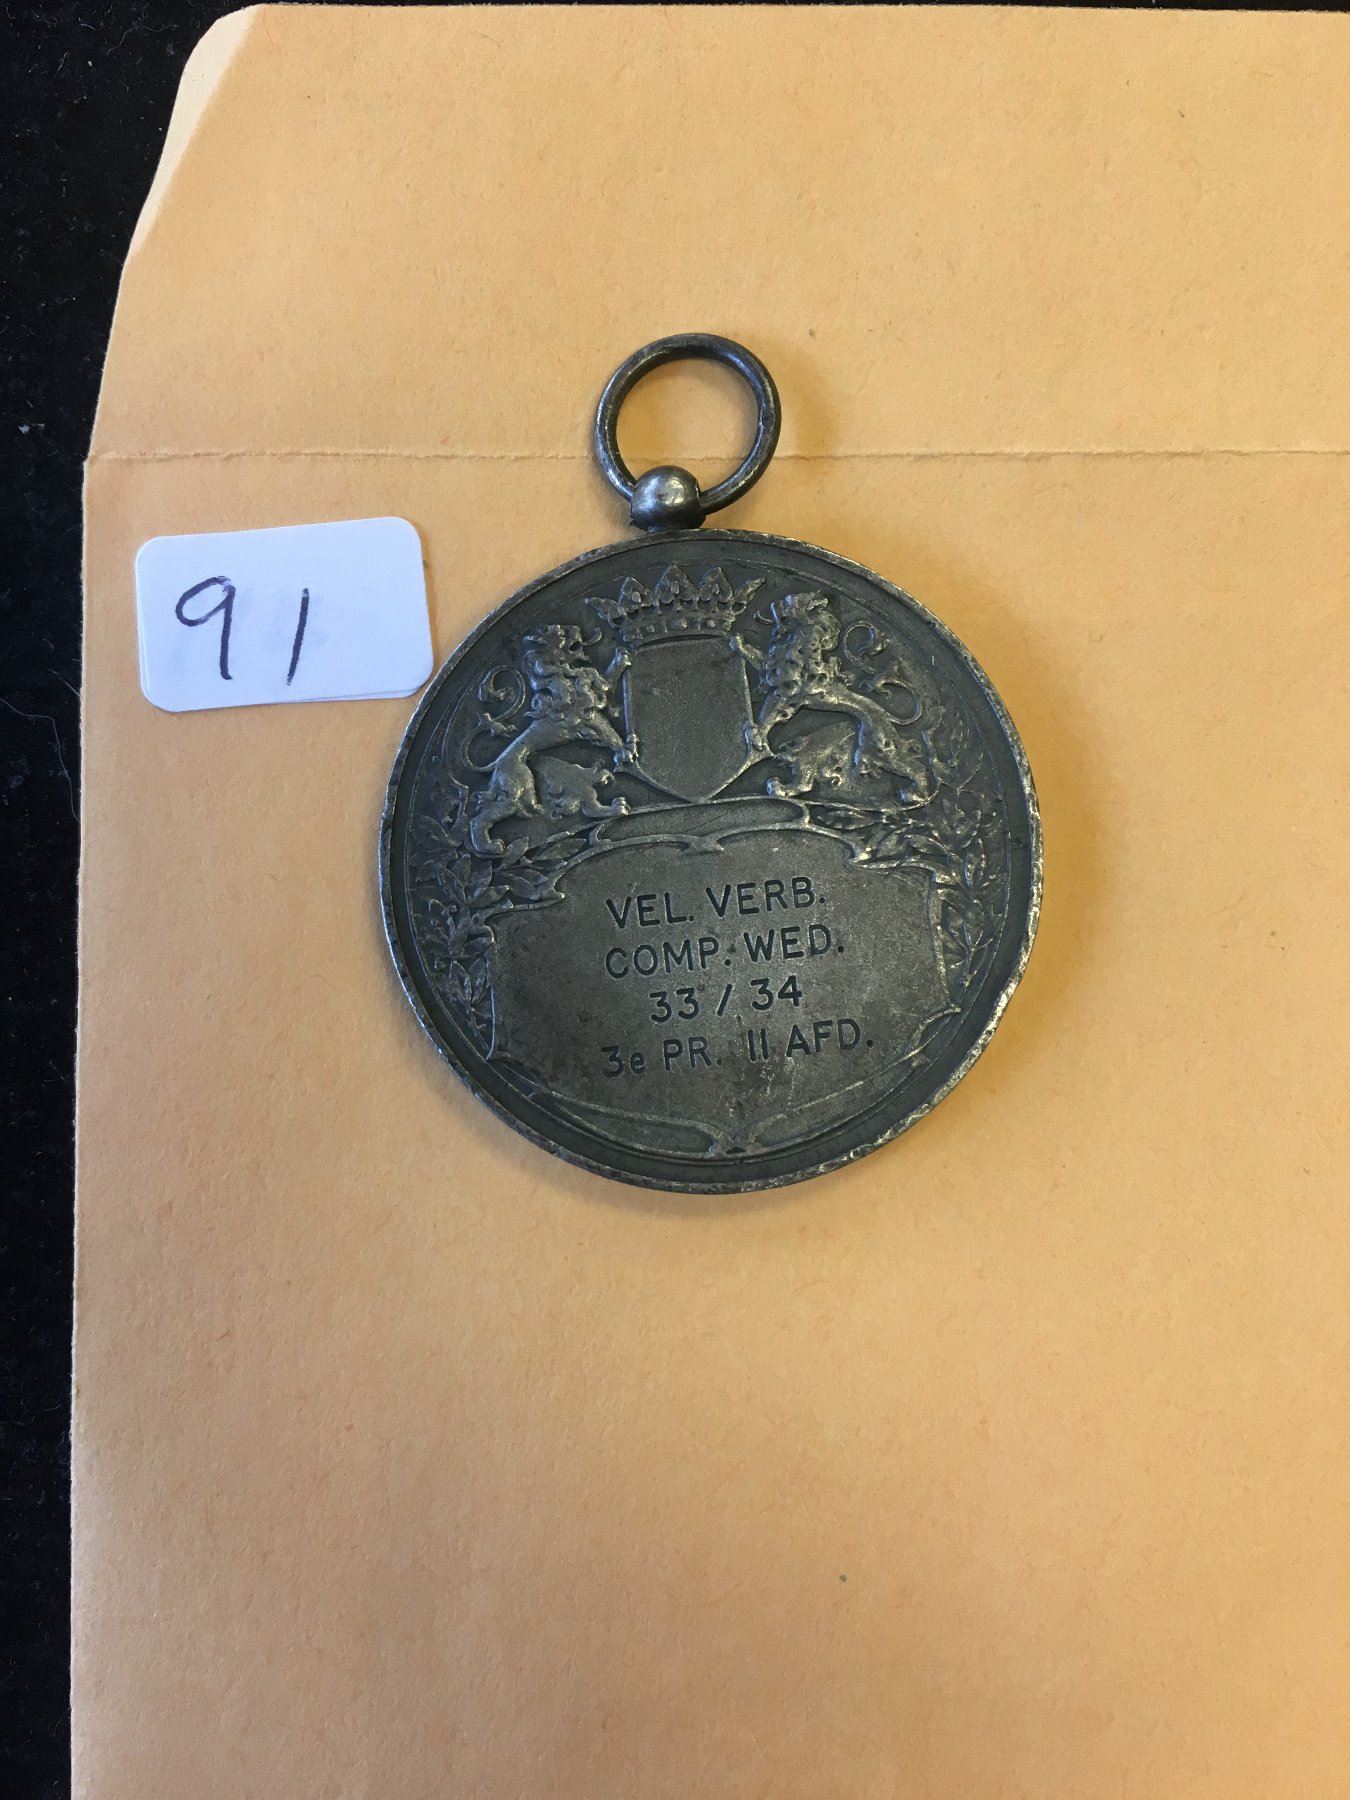 91
VEL. VERB.
COMP. WED.
33 / 34
3e PR. II AFD.